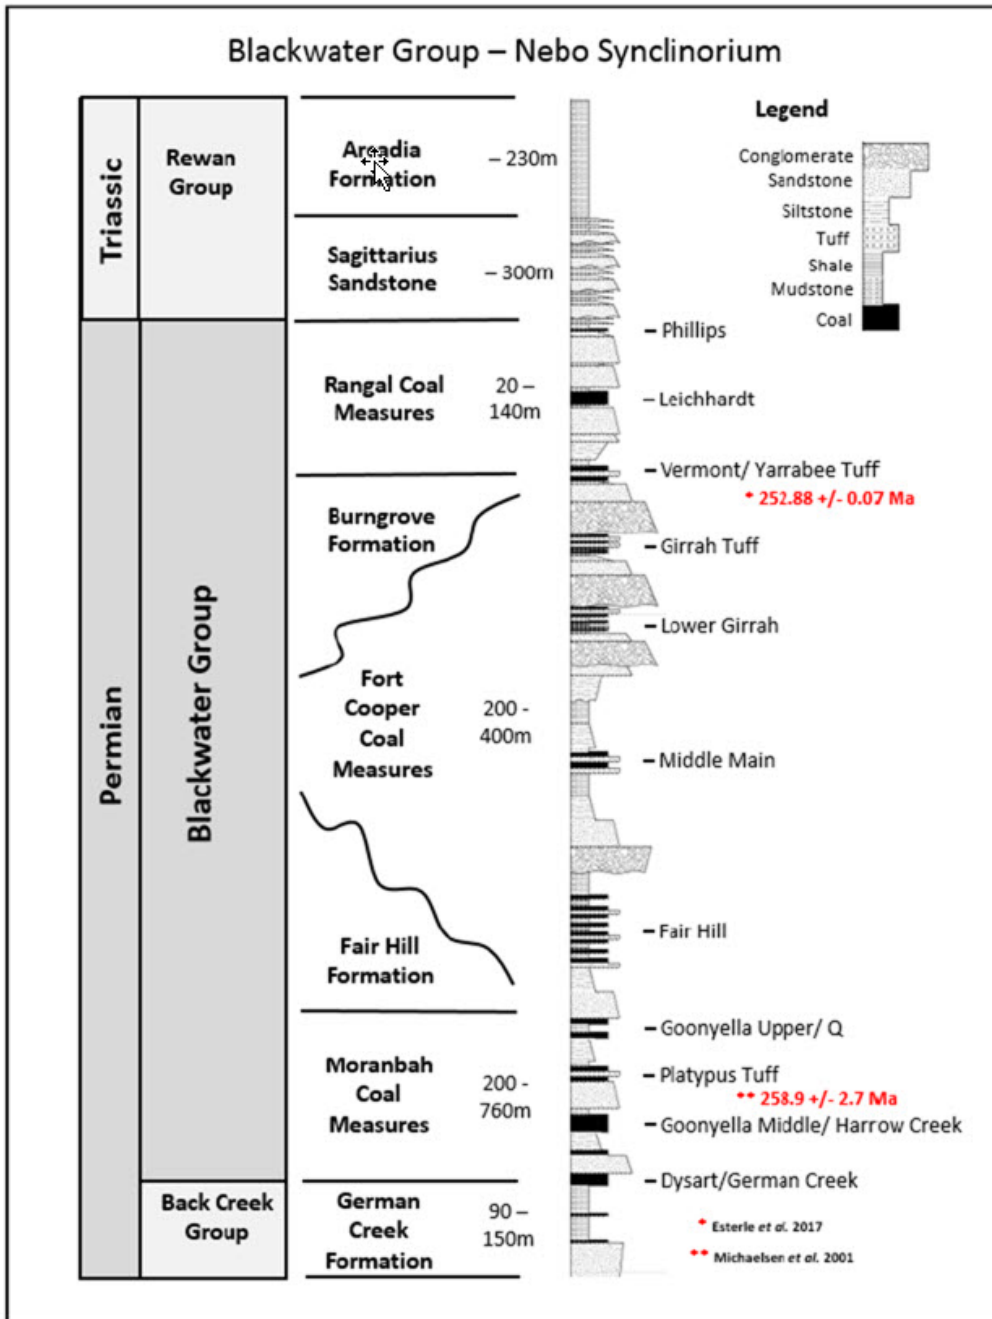 Blackwater Group – Nebo Synclinorium
Triassic
Rewan
Group
Arcadia
Formation
– 230m
Sagittarius
Sandstone
– 300m
Permian
Blackwater Group
Rangal Coal
Measures
20 –
140m
Burngrove
Formation
Fort
Cooper
Coal
Measures
200 -
400m
Fair Hill
Formation
Moranbah
Coal
Measures
200 -
760m
Back Creek
Group
German
Creek
Formation
90 –
150m
Legend
Conglomerate
Sandstone
Siltstone
Tuff
Shale
Mudstone
Coal
– Phillips
– Leichhardt
– Vermont/ Yarrabee Tuff
* 252.88 +/- 0.07 Ma
– Girrah Tuff
– Lower Girrah
– Middle Main
– Fair Hill
– Goonyella Upper/ Q
– Platypus Tuff
** 258.9 +/- 2.7 Ma
– Goonyella Middle/ Harrow Creek
– Dysart/German Creek
* Esterle et al. 2017
** Michaelsen et al. 2001